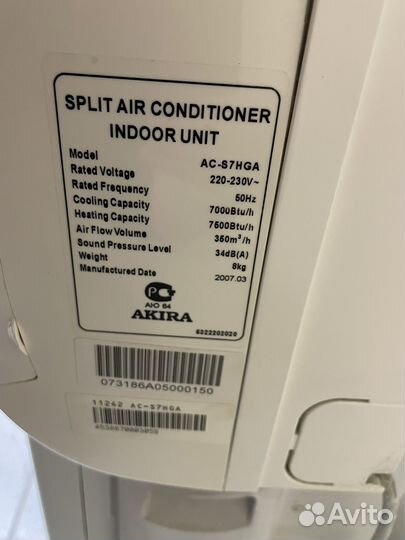 SPLIT AIR CONDITIONER
INDOOR UNIT
Model AC-S7HGA
Rated Voltage 220-230V~
Rated Frequency 50Hz
Cooling Capacity 7000Btu/h
Heating Capacity 7500Btu/h
Air Flow Volume 350m³/h
Sound Pressure Level 34dB(A)
Weight 8kg
Manufactured Date 2007.03
АЮ 64
AKIRA
6322202020
073186A05000150
11242 AC-S7HGA
Avito